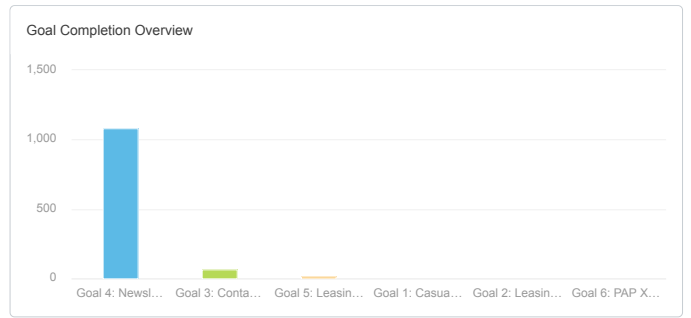 Goal Completion Overview
1,500
1,000
500
0
Goal 4: Newsl... Goal 3: Conta... Goal 5: Leasin... Goal 1: Casua... Goal 2: Leasin... Goal 6: PAP X...